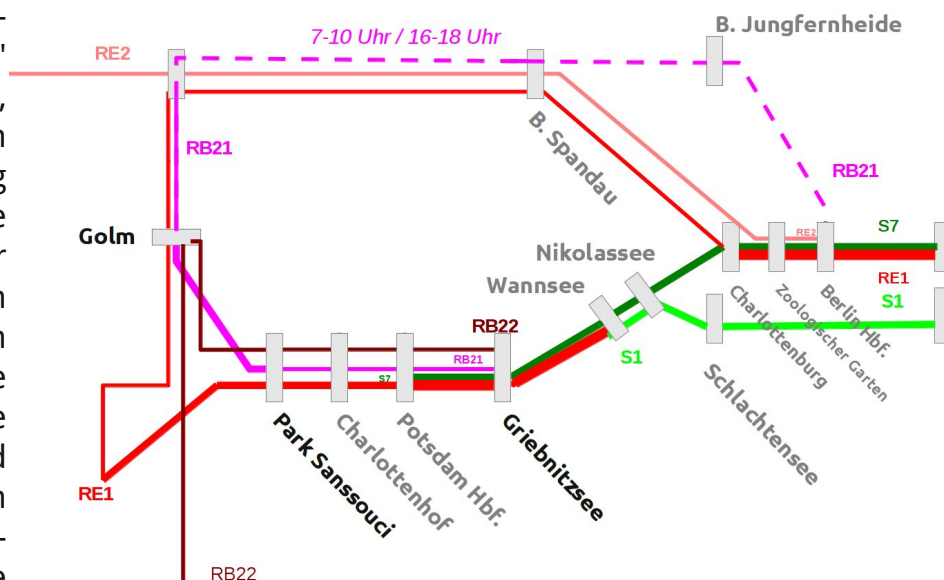 B. Jungfernheide
7-10 Uhr / 16-18 Uhr
RE2
RB21
B. Spandau
RB21
Golm
Nikolassee
RE2
S7
Wannsee
RE1
S1
RB22
RB21
S7
S1
Charlottenburg
Zoologischer Garten
Berlin Hbf.
Schlachtensee
Park Sanssouci
Charlottenhof
Potsdam Hbf.
Griebnitzsee
RE1
RB22